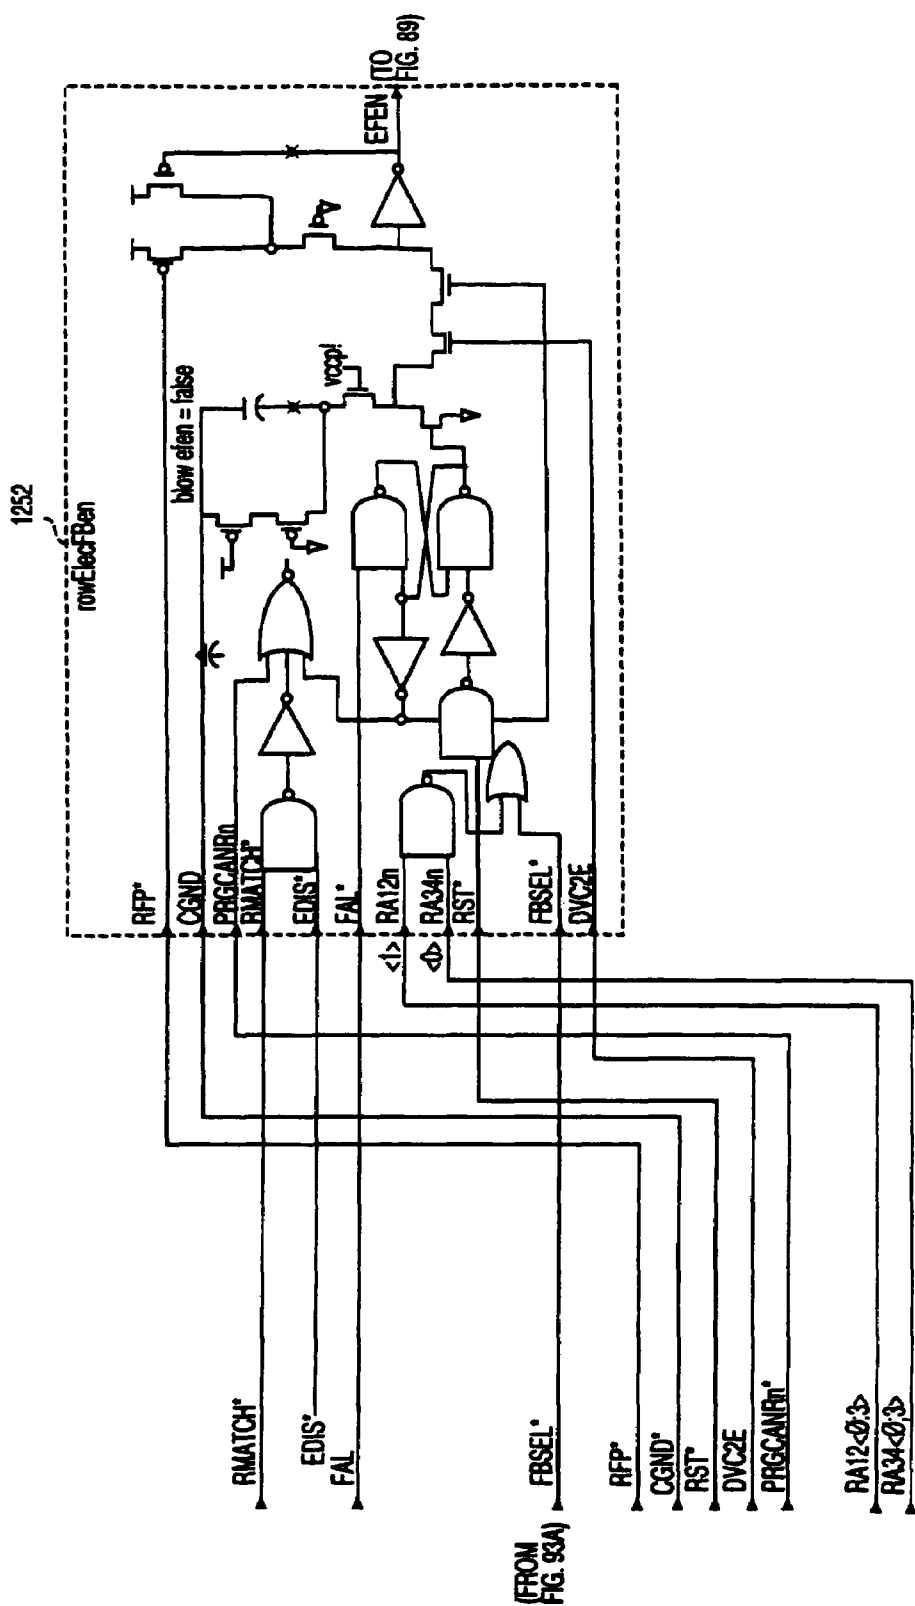 1252
rowElecFBen
RFP*
CGND
PRGCANRn
RMATCH*
EDIS*
FAL*
<1> RA12n
<0> RA34n
RST*
FBSEL*
DVC2E
blow efen = false
vccp!
EFEN
(TO
FIG. 89)
RMATCH*
EDIS*
FAL
FBSEL*
(FROM
FIG. 93A)
RFP*
CGND*
RST*
DVC2E
PRGCANRn*
RA12<0:3>
RA34<0:3>